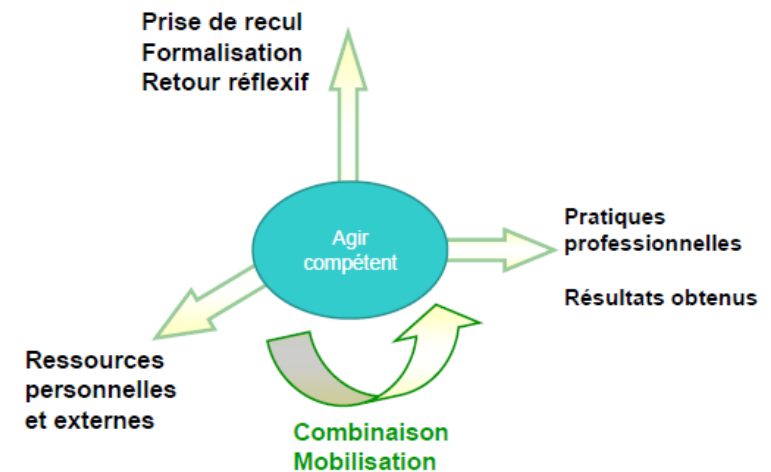 Prise de recul
Formalisation
Retour réflexif
Agir
compétent
Pratiques
professionnelles
Résultats obtenus
Ressources
personnelles
et externes
Combinaison
Mobilisation